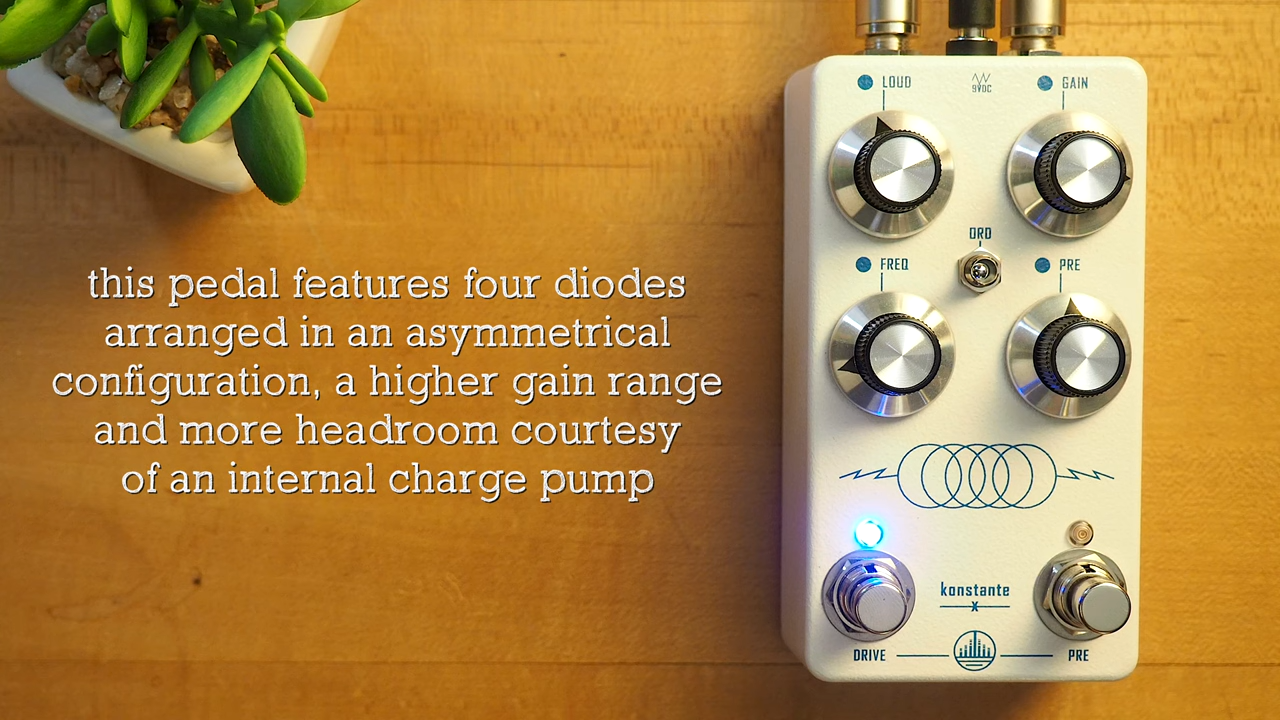 this pedal features four diodes
arranged in an asymmetrical
configuration, a higher gain range
and more headroom courtesy
of an internal charge pump
LOUD
9VDC
GAIN
ORD
FREQ
PRE
konstante
x
DRIVE
PRE